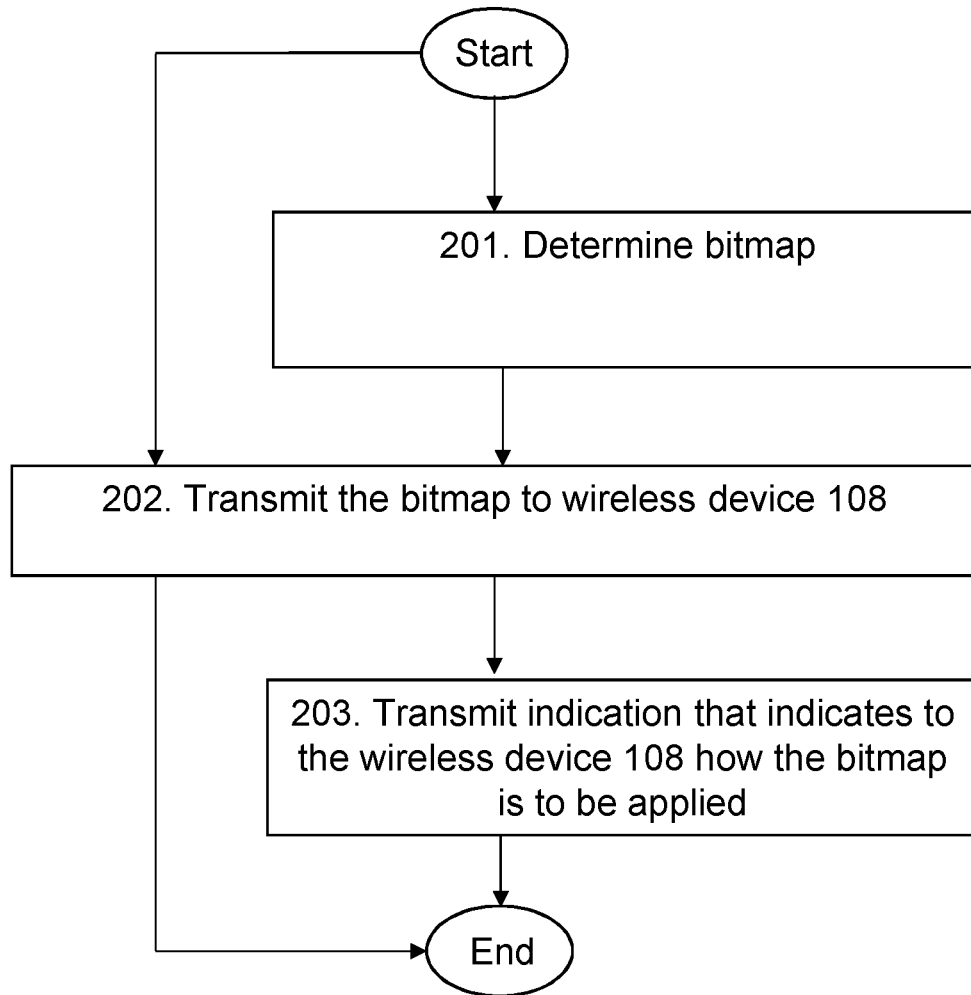 Start
201. Determine bitmap
202. Transmit the bitmap to wireless device 108
203. Transmit indication that indicates to
the wireless device 108 how the bitmap
is to be applied
End